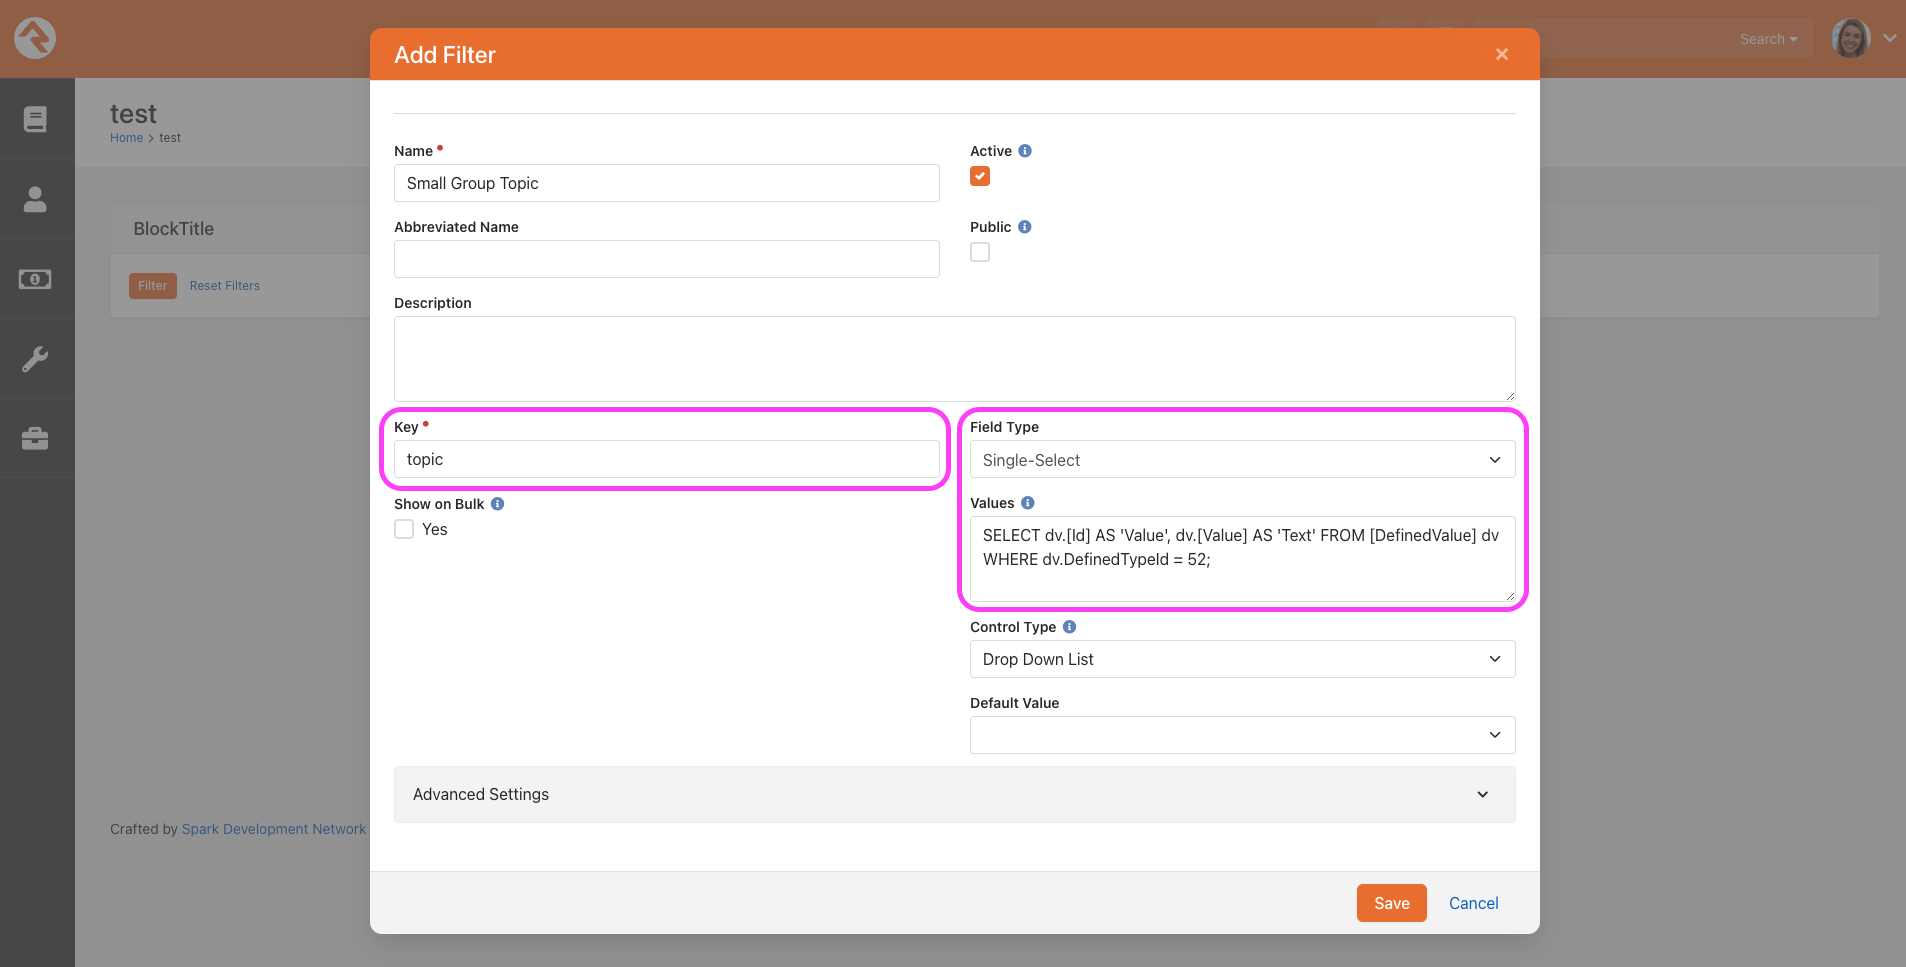 Search
Add Filter
test
Home > test
BlockTitle
Filter
Reset Filters
Name
Small Group Topic
Active
Abbreviated Name
Public
Description
Key
topic
Field Type
Single-Select
Show on Bulk
Yes
Values
SELECT dv.[Id] AS 'Value', dv.[Value] AS 'Text' FROM [DefinedValue] dv
WHERE dv.DefinedTypeId = 52;
Control Type
Drop Down List
Default Value
Advanced Settings
Crafted by Spark Development Network
Save
Cancel